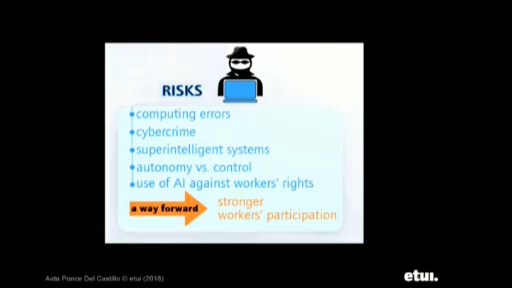 RISKS
computing errors
cybercrime
superintelligent systems
autonomy vs. control
use of AI against workers' rights
a way forward
stronger
workers' participation
Aida Ponce Del Castillo © etui (2018)
etui.